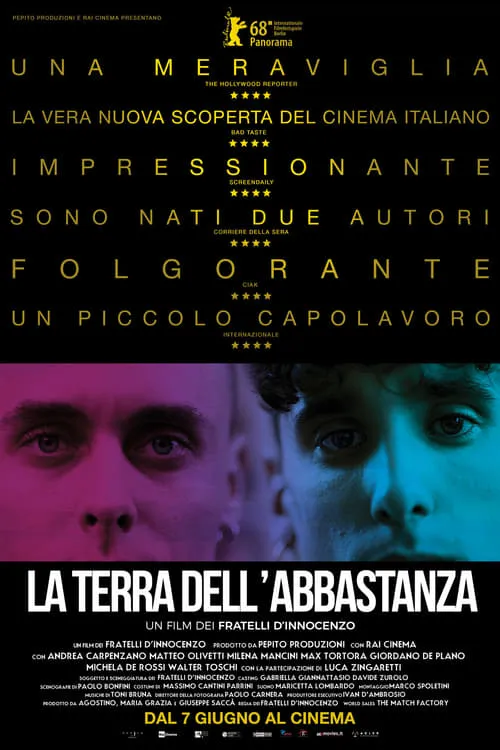 PEPITO PRODUZIONI E RAI CINEMA PRESENTANO
68 Internationale
Filmfestspiele
Berlin
Panorama
UNA MERAVIGLIA
THE HOLLYWOOD REPORTER
LA VERA NUOVA SCOPERTA DEL CINEMA ITALIANO
BAD TASTE
IMPRESSIONANTE
SCREENDAILY
SONO NATI DUE AUTORI
CORRIERE DELLA SERA
FOLGORANTE
CIAK
UN PICCOLO CAPOLAVORO
INTERNAZIONALE
LA TERRA DELL'ABBASTANZA
UN FILM DEI FRATELLI D'INNOCENZO
UN FILM DEI FRATELLI D'INNOCENZO PRODOTTO DA PEPITO PRODUZIONI CON RAI CINEMA
CON ANDREA CARPENZANO MATTEO OLIVETTI MILENA MANCINI MAX TORTORA GIORDANO DE PLANO
MICHELA DE ROSSI WALTER TOSCHI CON LA PARTECIPAZIONE DI LUCA ZINGARETTI
SOGGETTO E SCENEGGIATURA DEI FRATELLI D'INNOCENZO CASTING GABRIELLA GIANNATTASIO DAVIDE ZUROLO
SCENOGRAFIE DI PAOLO BONFINI COSTUMI DI MASSIMO CANTINI PARRINI SUONO MARICETTA LOMBARDO MONTAGGIO MARCO SPOLETINI
MUSICHE DI TONI BRUNA DIRETTORE DELLA FOTOGRAFIA PAOLO CARNERA PRODUTTORE ESECUTIVO IVAN D'AMBROSIO
PRODOTTO DA AGOSTINO, MARIA GRAZIA E GIUSEPPE SACCÀ REGIA DEI FRATELLI D'INNOCENZO WORLD SALES THE MATCH FACTORY
DAL 7 GIUGNO AL CINEMA